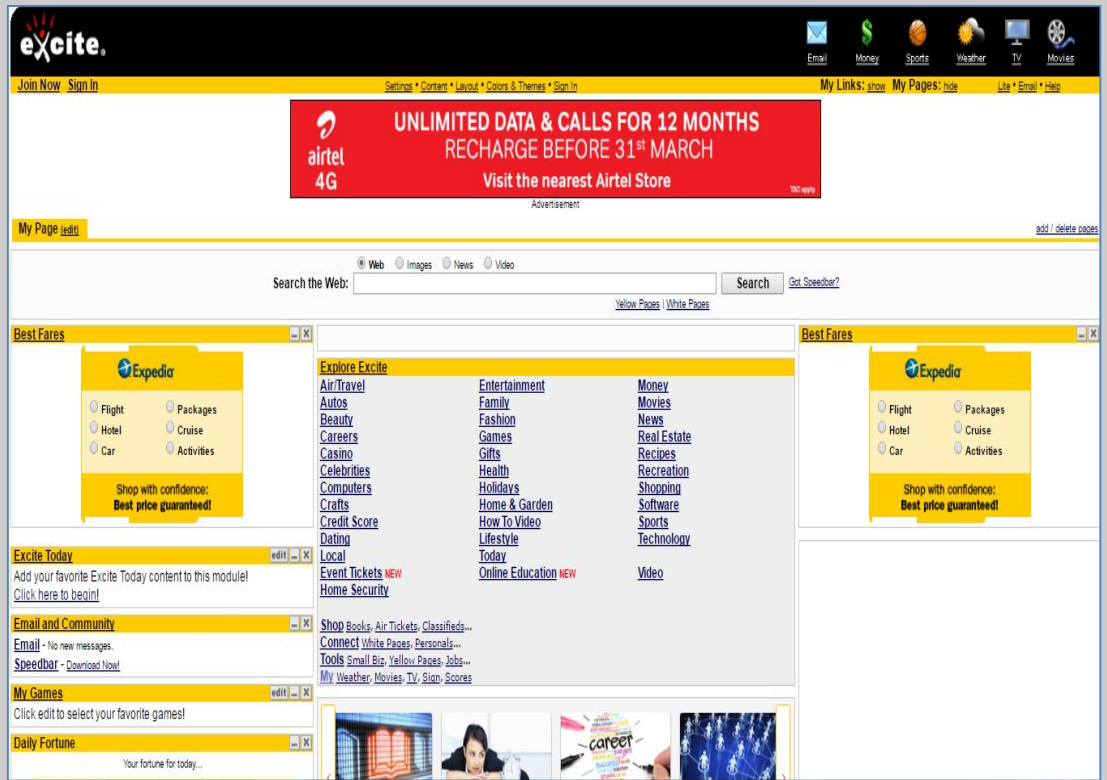 excite.
Email Money Sports Weather TV Movies
Join Now Sign In
Settings * Content * Layout * Colors & Themes * Sign In
My Links: show My Pages: hide
Lite * Email * Help
airtel
4G
UNLIMITED DATA & CALLS FOR 12 MONTHS
RECHARGE BEFORE 31st MARCH
Visit the nearest Airtel Store
T&C apply.
Advertisement
My Page (edit)
add / delete pages
Web Images News Video
Search the Web: Search Got Speedbar?
Yellow Pages | White Pages
Best Fares
Expedia
Flight Packages
Hotel Cruise
Car Activities
Shop with confidence:
Best price guaranteed!
Excite Today edit
Add your favorite Excite Today content to this module!
Click here to begin!
Email and Community
Email - No new messages.
Speedbar - Download Now!
My Games edit
Click edit to select your favorite games!
Daily Fortune
Your fortune for today...
Explore Excite
Air/Travel Entertainment Money
Autos Family Movies
Beauty Fashion News
Careers Games Real Estate
Casino Gifts Recipes
Celebrities Health Recreation
Computers Holidays Shopping
Crafts Home & Garden Software
Credit Score How To Video Sports
Dating Lifestyle Technology
Local Today
Event Tickets NEW Online Education NEW Video
Home Security
Shop Books, Air Tickets, Classifieds...
Connect White Pages, Personals...
Tools Small Biz, Yellow Pages, Jobs...
My Weather, Movies, TV, Sign, Scores
career
Best Fares
Expedia
Flight Packages
Hotel Cruise
Car Activities
Shop with confidence:
Best price guaranteed!